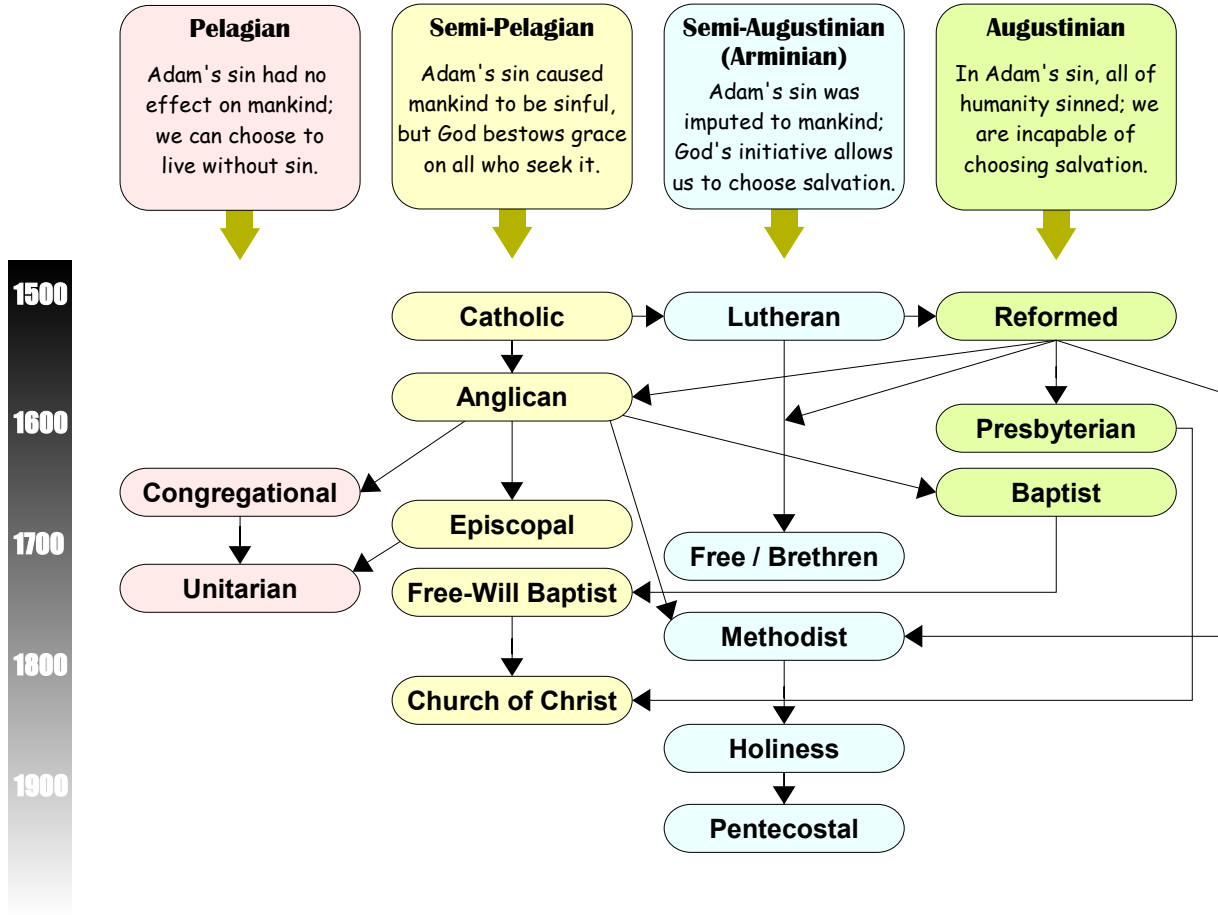 Pelagian
Adam's sin had no
effect on mankind;
we can choose to
live without sin.
Semi-Pelagian
Adam's sin caused
mankind to be sinful,
but God bestows grace
on all who seek it.
Semi-Augustinian
(Arminian)
Adam's sin was
imputed to mankind;
God's initiative allows
us to choose salvation.
Augustinian
In Adam's sin, all of
humanity sinned; we
are incapable of
choosing salvation.
1500
Catholic
Lutheran
Reformed
Anglican
1600
Presbyterian
Congregational
Baptist
Episcopal
1700
Free / Brethren
Unitarian
Free-Will Baptist
Methodist
1800
Church of Christ
Holiness
1900
Pentecostal